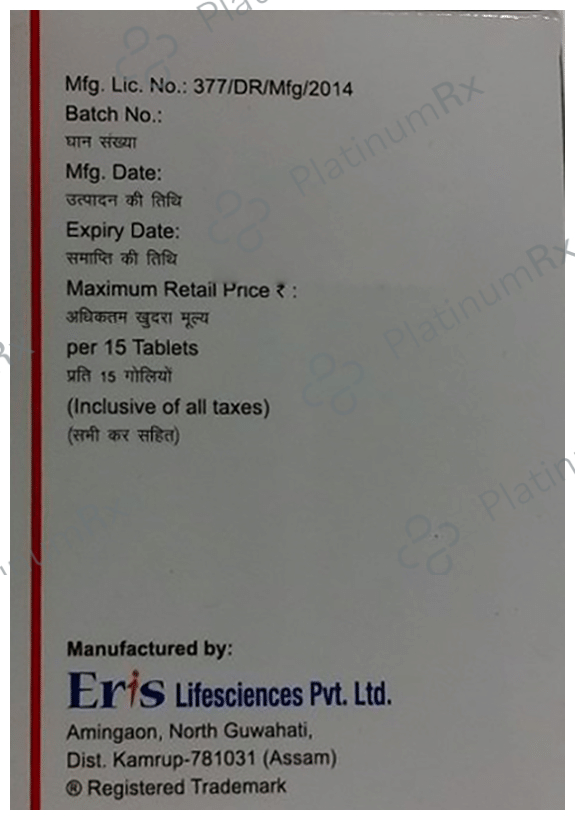 Mfg. Lic. No.: 377/DR/Mfg/2014
Batch No.:
घान संख्या
Mfg. Date:
उत्पादन की तिथि
Expiry Date:
समाप्ति की तिथि
Maximum Retail Price ₹ :
अधिकतम खुदरा मूल्य
per 15 Tablets
प्रति 15 गोलियों
(Inclusive of all taxes)
(सभी कर सहित)
PlatinumRx
PlatinumRx
Manufactured by:
Eris Lifesciences Pvt. Ltd.
Amingaon, North Guwahati,
Dist. Kamrup-781031 (Assam)
® Registered Trademark